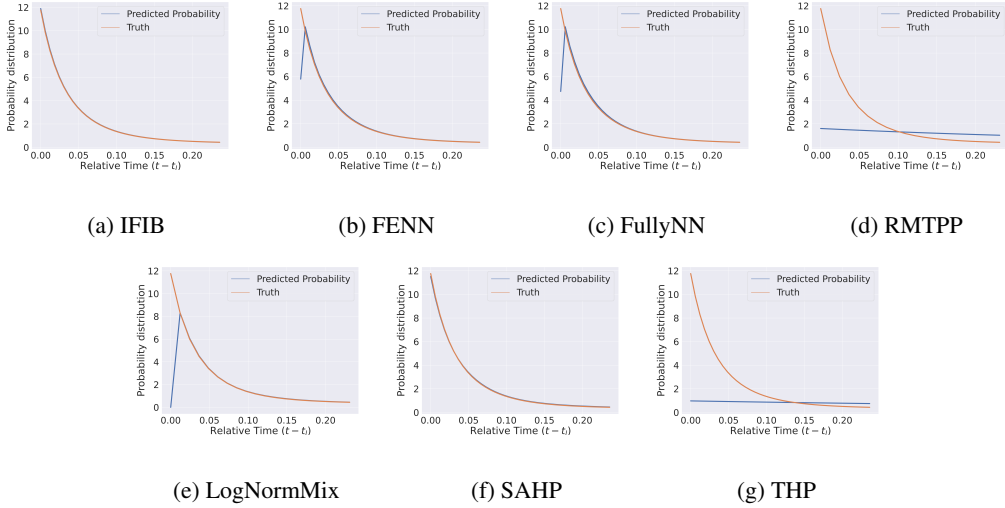 12
10
8
6
4
2
0
Probability distribution
Predicted Probability
Truth
0.00 0.05 0.10 0.15 0.20
Relative Time (t − tₗ)
(a) IFIB
12
10
8
6
4
2
0
Probability distribution
Predicted Probability
Truth
0.00 0.05 0.10 0.15 0.20
Relative Time (t − tₗ)
(b) FENN
12
10
8
6
4
2
0
Probability distribution
Predicted Probability
Truth
0.00 0.05 0.10 0.15 0.20
Relative Time (t − tₗ)
(c) FullyNN
12
10
8
6
4
2
0
Probability distribution
Predicted Probability
Truth
0.00 0.05 0.10 0.15 0.20
Relative Time (t − tₗ)
(d) RMTPP
12
10
8
6
4
2
0
Probability distribution
Predicted Probability
Truth
0.00 0.05 0.10 0.15 0.20
Relative Time (t − tₗ)
(e) LogNormMix
12
10
8
6
4
2
0
Probability distribution
Predicted Probability
Truth
0.00 0.05 0.10 0.15 0.20
Relative Time (t − tₗ)
(f) SAHP
12
10
8
6
4
2
0
Probability distribution
Predicted Probability
Truth
0.00 0.05 0.10 0.15 0.20
Relative Time (t − tₗ)
(g) THP